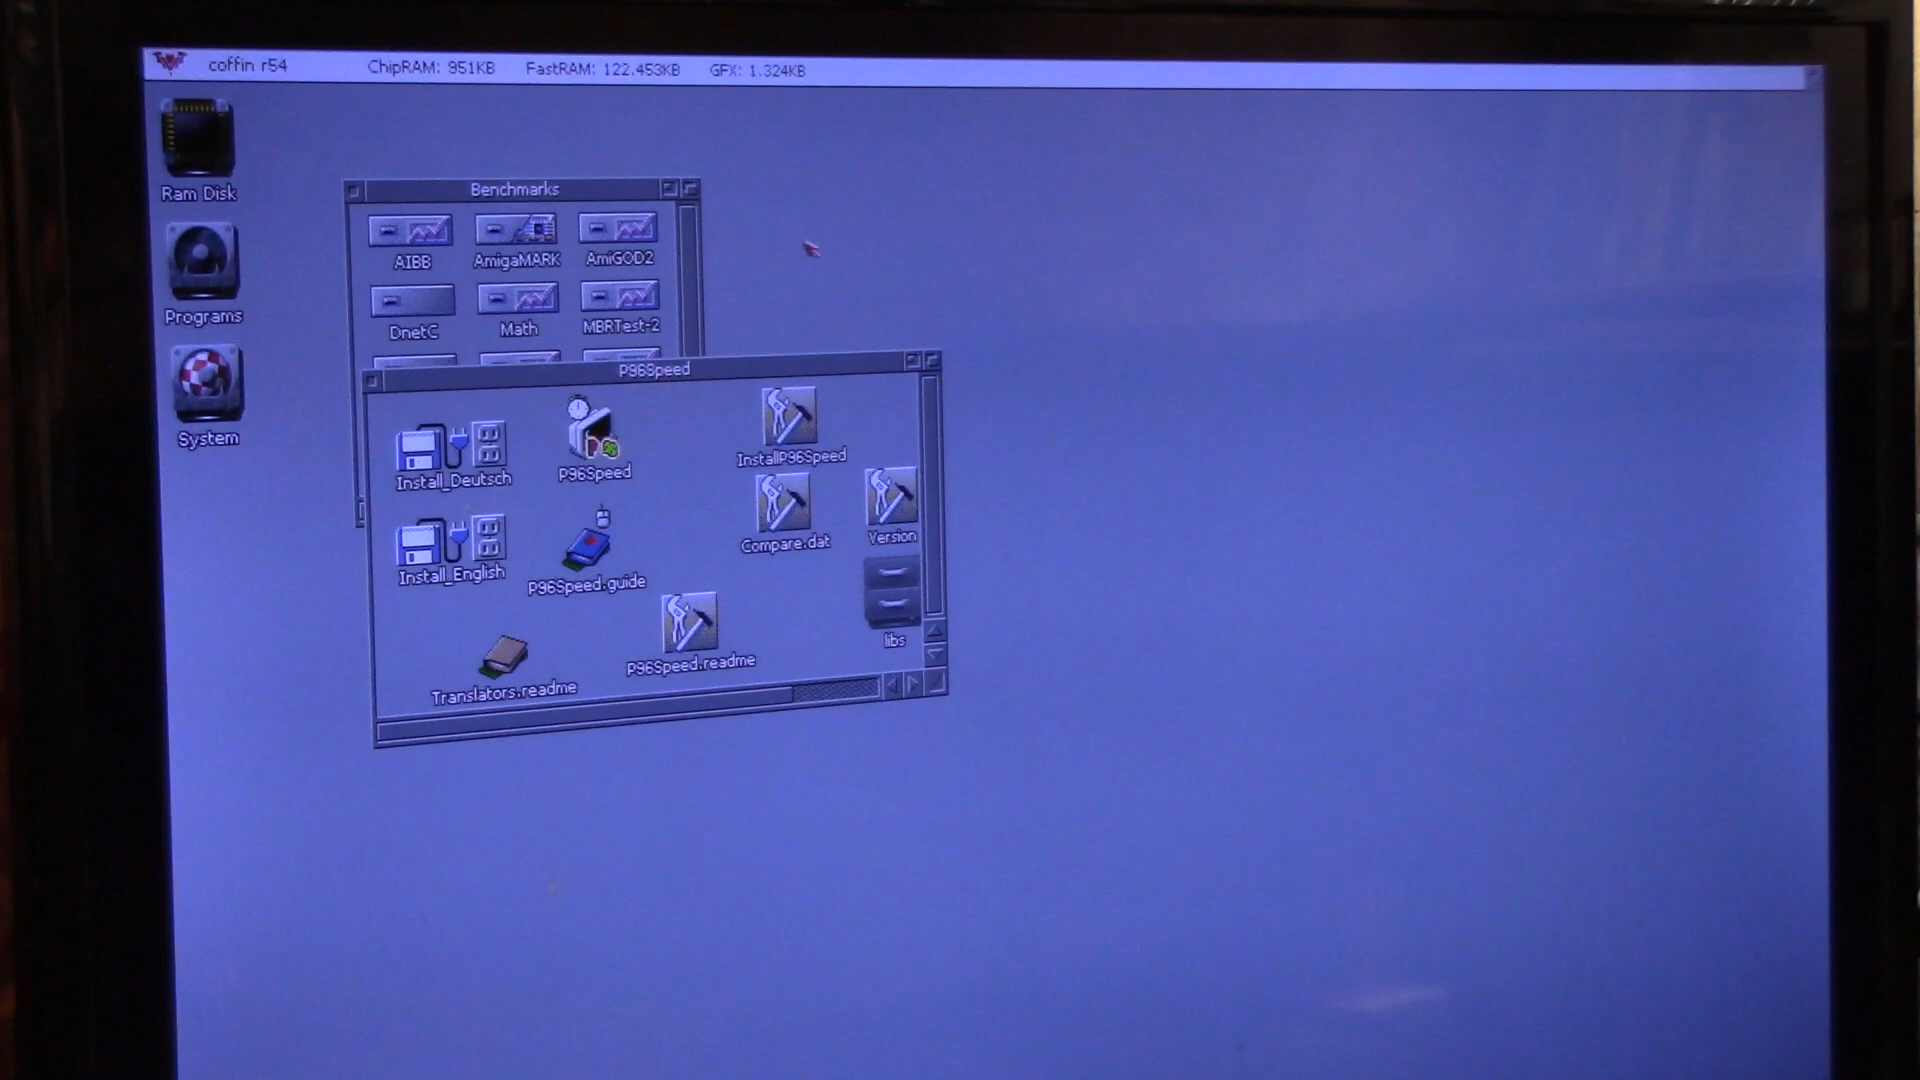 coffin r54 ChipRAM: 951KB FastRAM: 122,453KB GFX: 1.324KB
Ram Disk
Programs
System
Benchmarks
AIBB AmigaMARK AmiGOD2
DnetC Math MBRTest-2
P96Speed
Install_Deutsch P96Speed InstallP96Speed
Compare.dat Version
Install_English P96Speed.guide
libs
Translators.readme P96Speed.readme